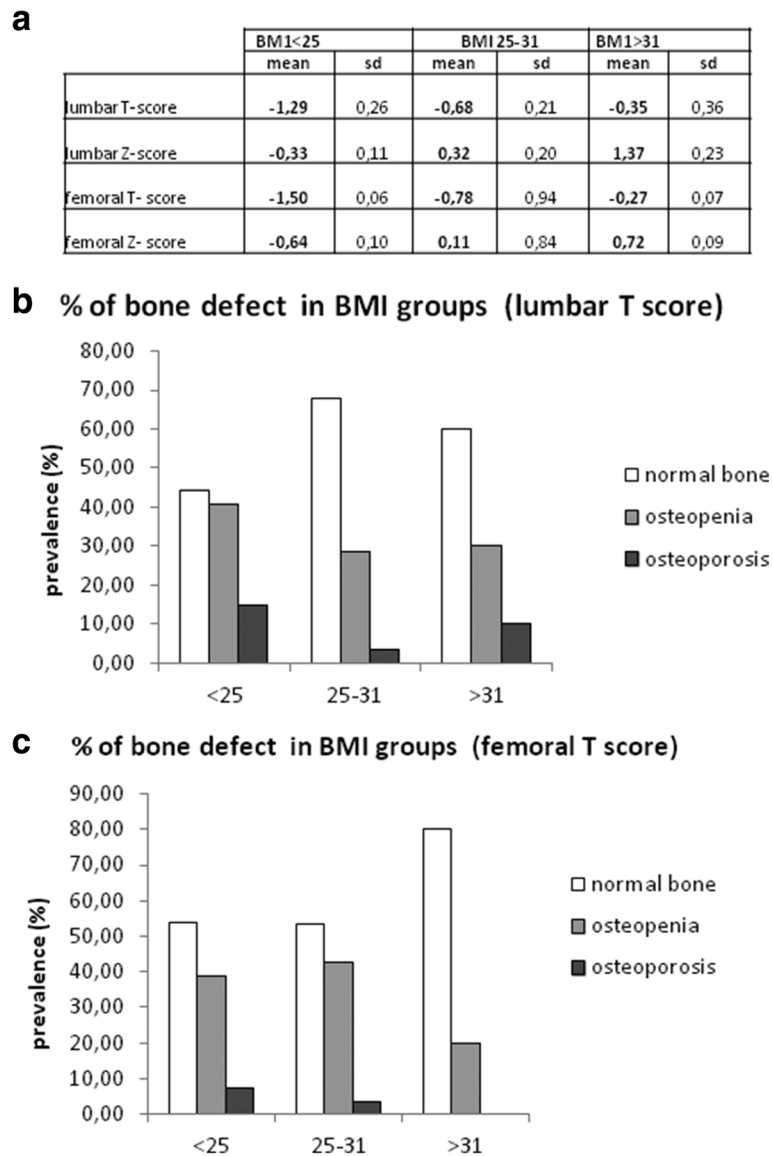 a
BM1<25 BMI 25-31 BM1>31
mean sd mean sd mean sd
lumbar T-score -1,29 0,26 -0,68 0,21 -0,35 0,36
lumbar Z-score -0,33 0,11 0,32 0,20 1,37 0,23
femoral T- score -1,50 0,06 -0,78 0,94 -0,27 0,07
femoral Z- score -0,64 0,10 0,11 0,84 0,72 0,09
b % of bone defect in BMI groups (lumbar T score)
80,00
70,00
60,00
50,00
40,00
30,00
20,00
10,00
0,00
prevalence (%)
<25 25-31 >31
normal bone
osteopenia
osteoporosis
c % of bone defect in BMI groups (femoral T score)
90,00
80,00
70,00
60,00
50,00
40,00
30,00
20,00
10,00
0,00
prevalence (%)
<25 25-31 >31
normal bone
osteopenia
osteoporosis